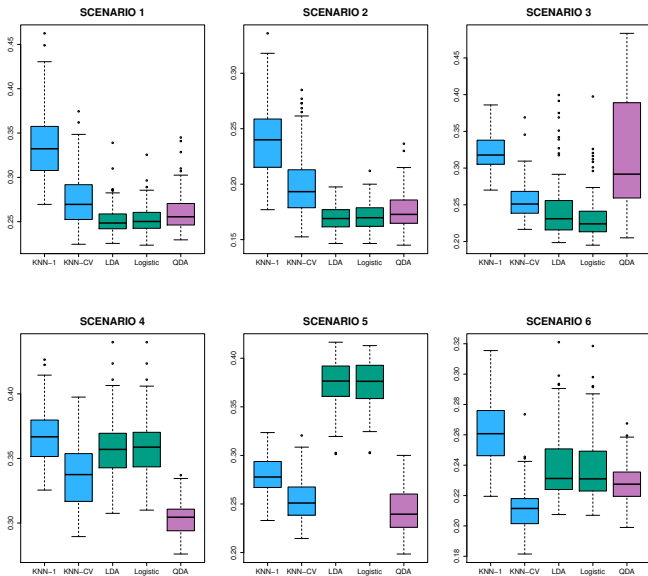 SCENARIO 1
0.45
0.40
0.35
0.30
0.25
KNN−1 KNN−CV LDA Logistic QDA
SCENARIO 2
0.30
0.25
0.20
0.15
KNN−1 KNN−CV LDA Logistic QDA
SCENARIO 3
0.45
0.40
0.35
0.30
0.25
0.20
KNN−1 KNN−CV LDA Logistic QDA
SCENARIO 4
0.40
0.35
0.30
KNN−1 KNN−CV LDA Logistic QDA
SCENARIO 5
0.40
0.35
0.30
0.25
0.20
KNN−1 KNN−CV LDA Logistic QDA
SCENARIO 6
0.32
0.30
0.28
0.26
0.24
0.22
0.20
0.18
KNN−1 KNN−CV LDA Logistic QDA